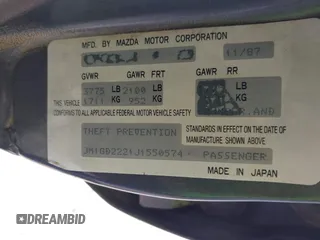 MFD. BY MAZDA MOTOR CORPORATION
11/87
GVWR GAWR FRT GAWR RR
3775 LB 2100 LB LB
THIS VEHICLE 1711 KG 952 KG KG
CONFORMS TO ALL APPLICABLE FEDERAL MOTOR VEHICLE SAFETY AND
THEFT PREVENTION STANDARDS IN EFFECT ON THE DATE OF
MANUFACTURE SHOWN ABOVE.
PASSENGER
MADE IN JAPAN
DREAMBID